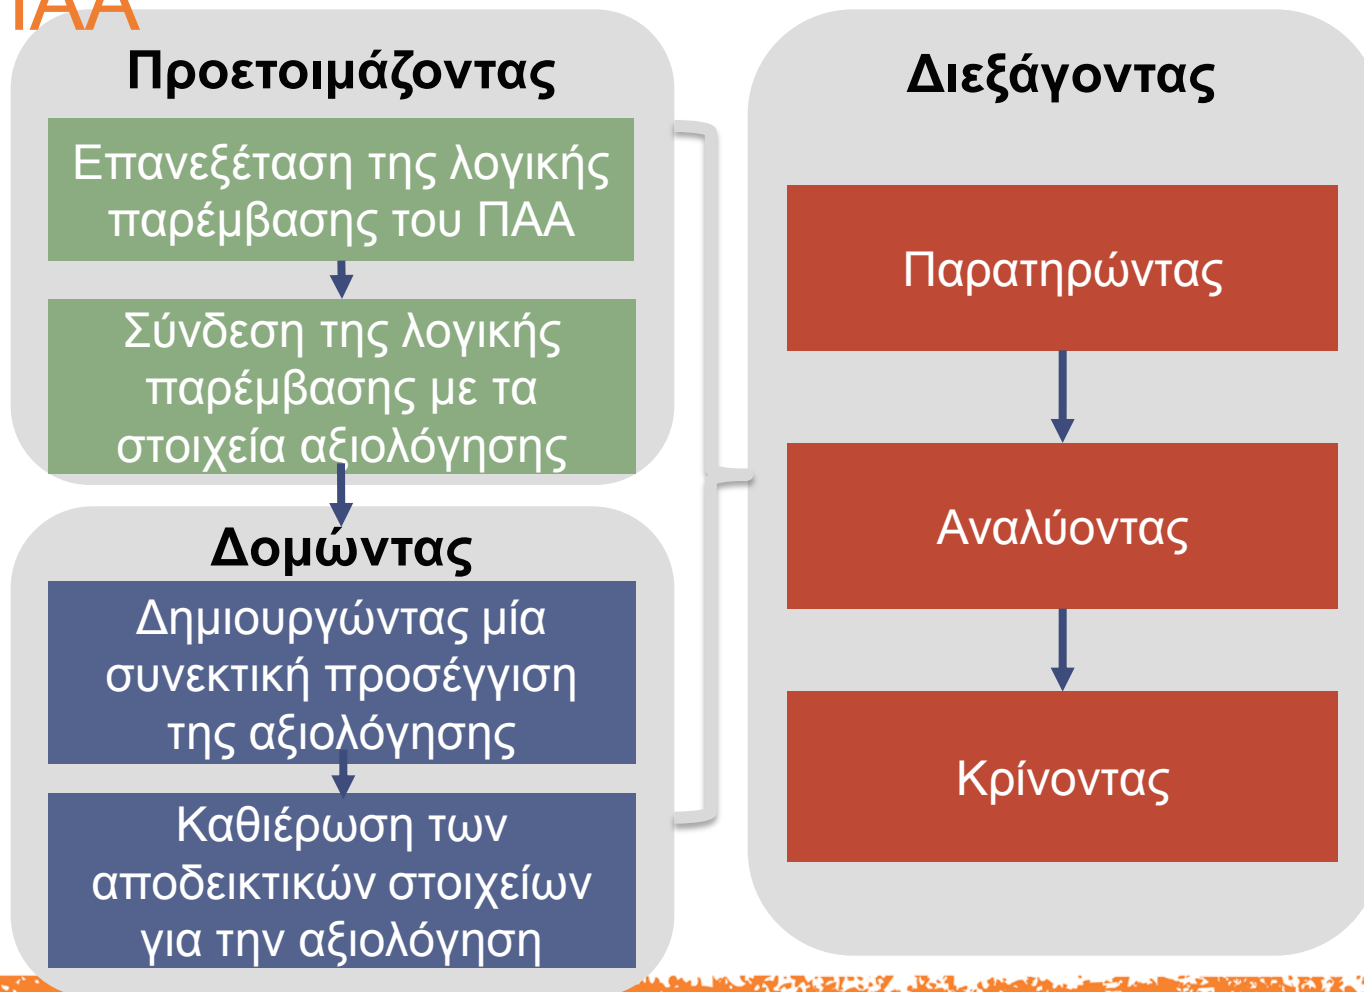 ΠΑΑ
Προετοιμάζοντας
Επανεξέταση της λογικής
παρέμβασης του ΠΑΑ
Σύνδεση της λογικής
παρέμβασης με τα
στοιχεία αξιολόγησης
Δομώντας
Δημιουργώντας μία
συνεκτική προσέγγιση
της αξιολόγησης
Καθιέρωση των
αποδεικτικών στοιχείων
για την αξιολόγηση
Διεξάγοντας
Παρατηρώντας
Αναλύοντας
Κρίνοντας